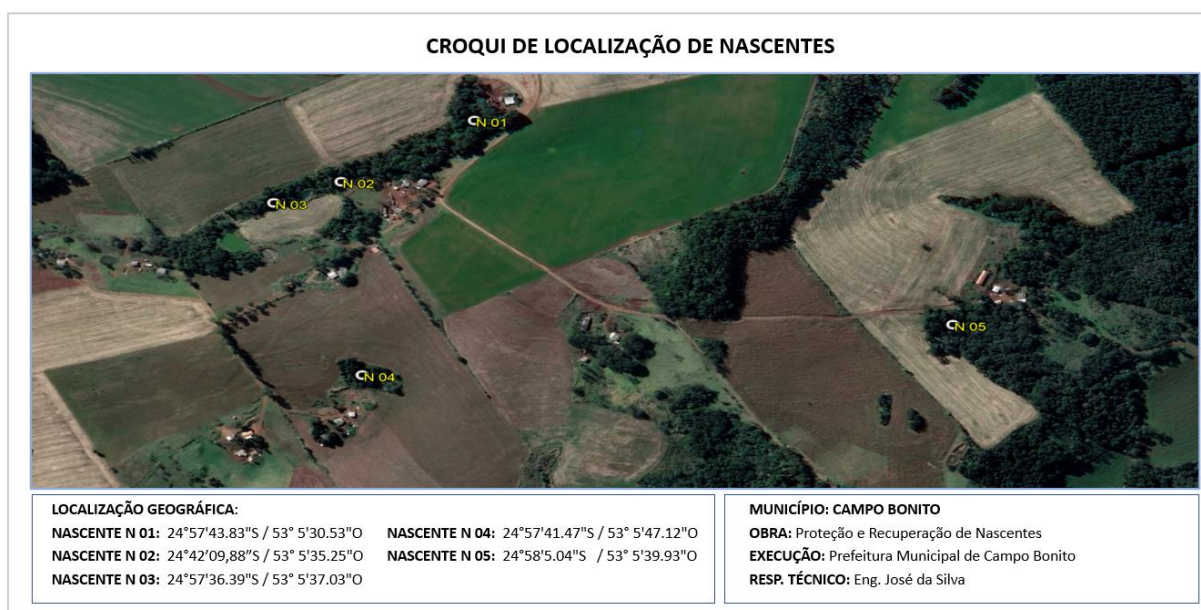 CROQUI DE LOCALIZAÇÃO DE NASCENTES
N 01
N 02
N 03
N 04
N 05
LOCALIZAÇÃO GEOGRÁFICA:
NASCENTE N 01: 24°57'43.83"S / 53° 5'30.53"O NASCENTE N 04: 24°57'41.47"S / 53° 5'47.12"O
NASCENTE N 02: 24°42’09,88”S / 53° 5'35.25"O NASCENTE N 05: 24°58'5.04"S / 53° 5'39.93"O
NASCENTE N 03: 24°57'36.39"S / 53° 5'37.03"O
MUNICÍPIO: CAMPO BONITO
OBRA: Proteção e Recuperação de Nascentes
EXECUÇÃO: Prefeitura Municipal de Campo Bonito
RESP. TÉCNICO: Eng. José da Silva